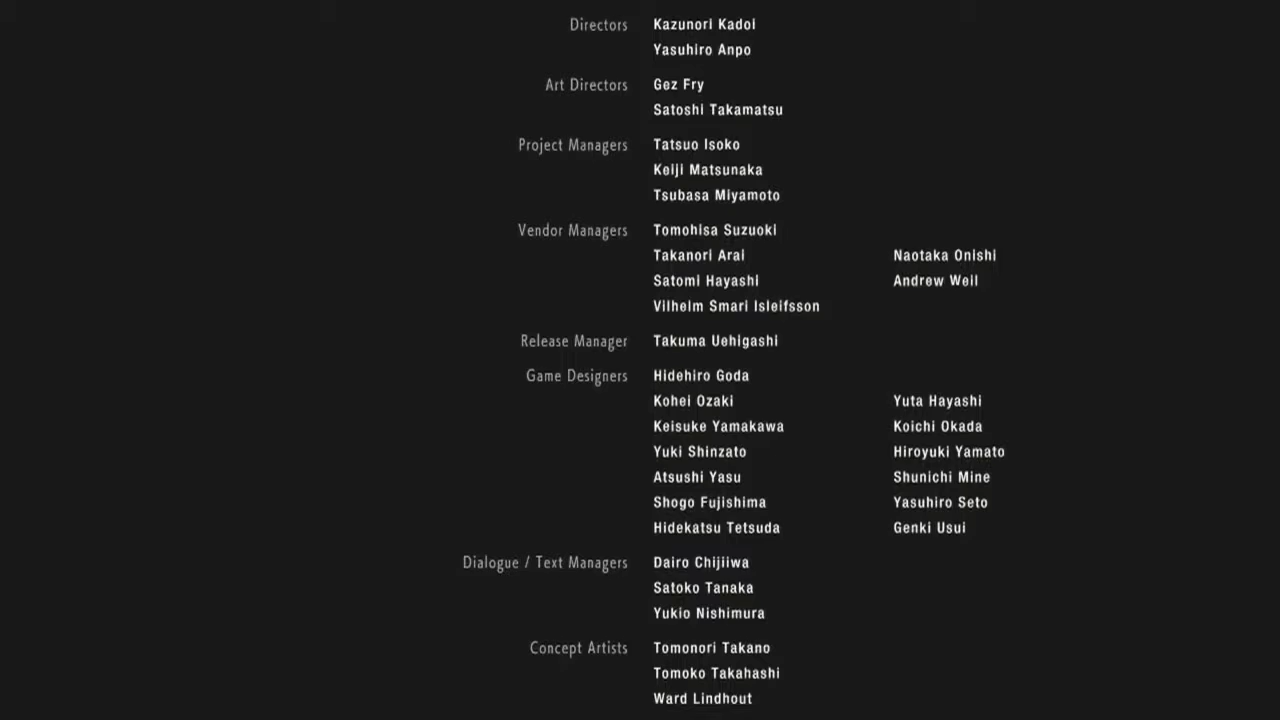 Directors Kazunori Kadoi
Yasuhiro Anpo
Art Directors Gez Fry
Satoshi Takamatsu
Project Managers Tatsuo Isoko
Keiji Matsunaka
Tsubasa Miyamoto
Vendor Managers Tomohisa Suzuoki
Takanori Arai Naotaka Onishi
Satomi Hayashi Andrew Weil
Vilhelm Smari Isleifsson
Release Manager Takuma Uehigashi
Game Designers Hidehiro Goda
Kohei Ozaki Yuta Hayashi
Keisuke Yamakawa Koichi Okada
Yuki Shinzato Hiroyuki Yamato
Atsushi Yasu Shunichi Mine
Shogo Fujishima Yasuhiro Seto
Hidekatsu Tetsuda Genki Usui
Dialogue / Text Managers Dairo Chijiiwa
Satoko Tanaka
Yukio Nishimura
Concept Artists Tomonori Takano
Tomoko Takahashi
Ward Lindhout